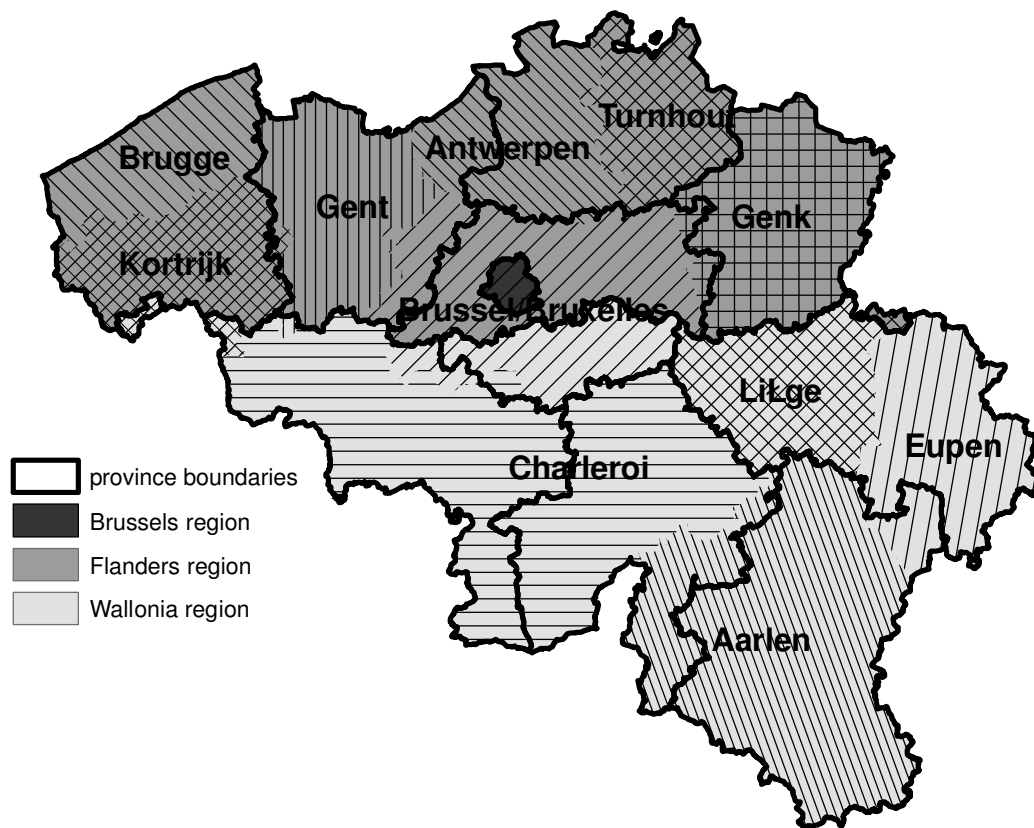 Turnhout
Antwerpen
Brugge
Gent
Genk
Kortrijk
Brussel/Bruxelles
LiŁge
Eupen
Charleroi
Aarlen
province boundaries
Brussels region
Flanders region
Wallonia region